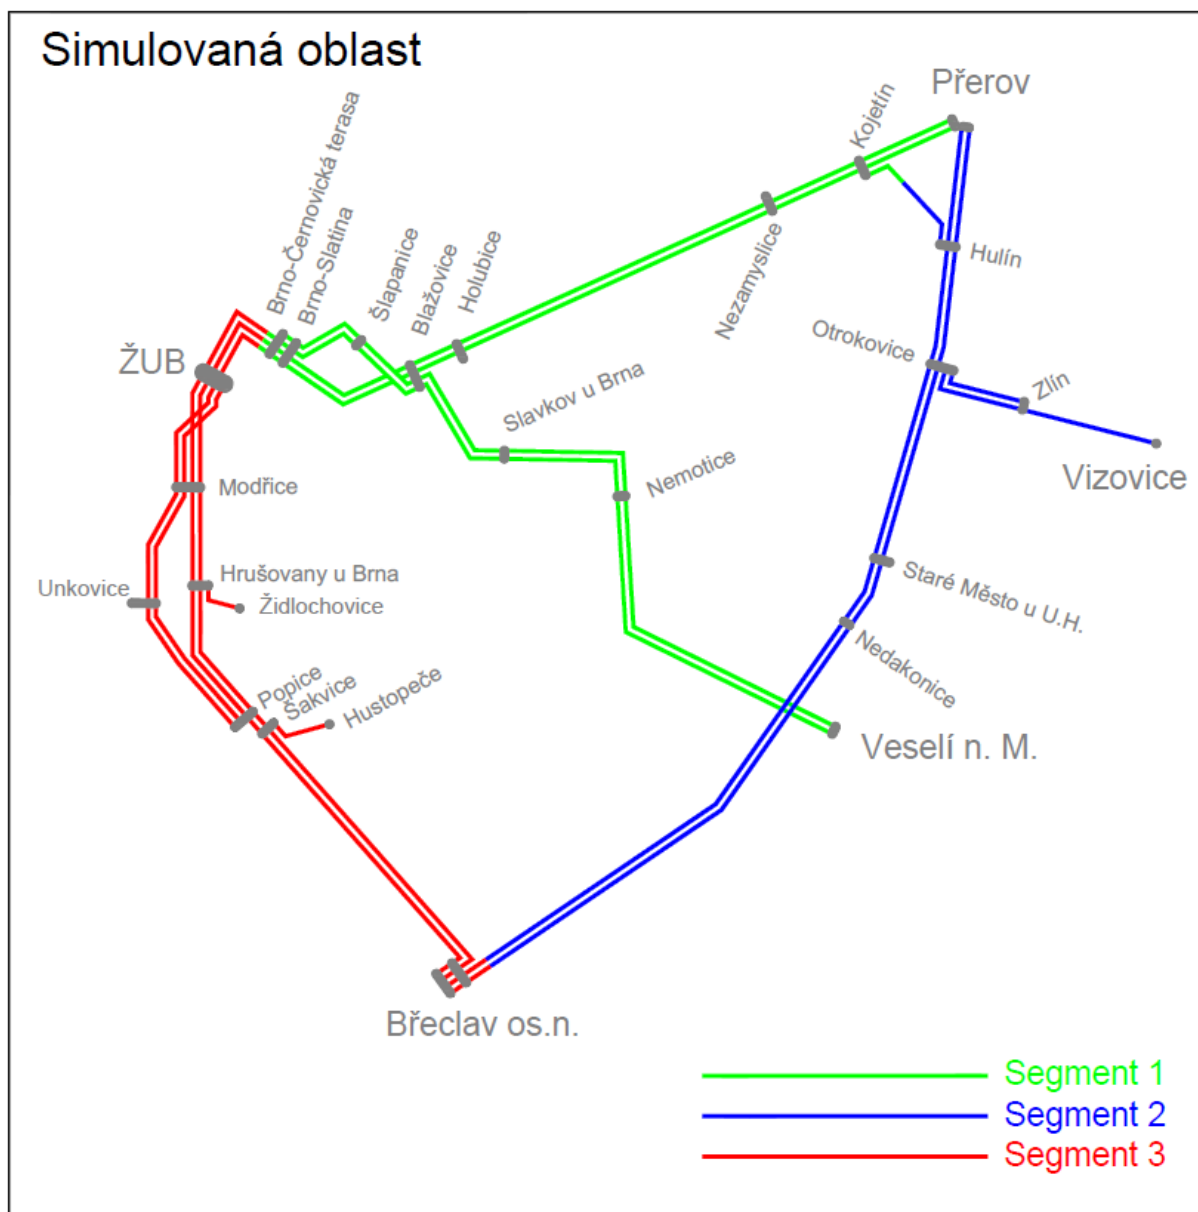 Simulovaná oblast
Přerov
Kojetín
Brno-Černovická terasa
Brno-Slatina
Šlapanice
Blažovice
Holubice
Nezamyslice
Hulín
Otrokovice
ŽUB
Zlín
Slavkov u Brna
Vizovice
Nemotice
Modřice
Hrušovany u Brna
Staré Město u U.H.
Unkovice
Židlochovice
Nedakonice
Popice
Šakvice
Hustopeče
Veselí n. M.
Břeclav os.n.
Segment 1
Segment 2
Segment 3